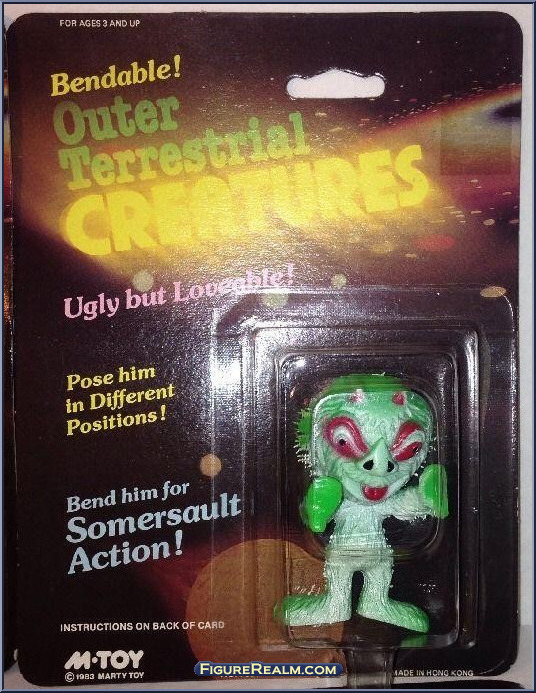 FOR AGES 3 AND UP
Bendable!
Outer
Terrestrial
CREATURES
Ugly but Loveable!
Pose him
in Different
Positions!
Bend him for
Somersault
Action!
INSTRUCTIONS ON BACK OF CARD
M•TOY
© 1983 MARTY TOY
FIGUREREALM.COM
MADE IN HONG KONG